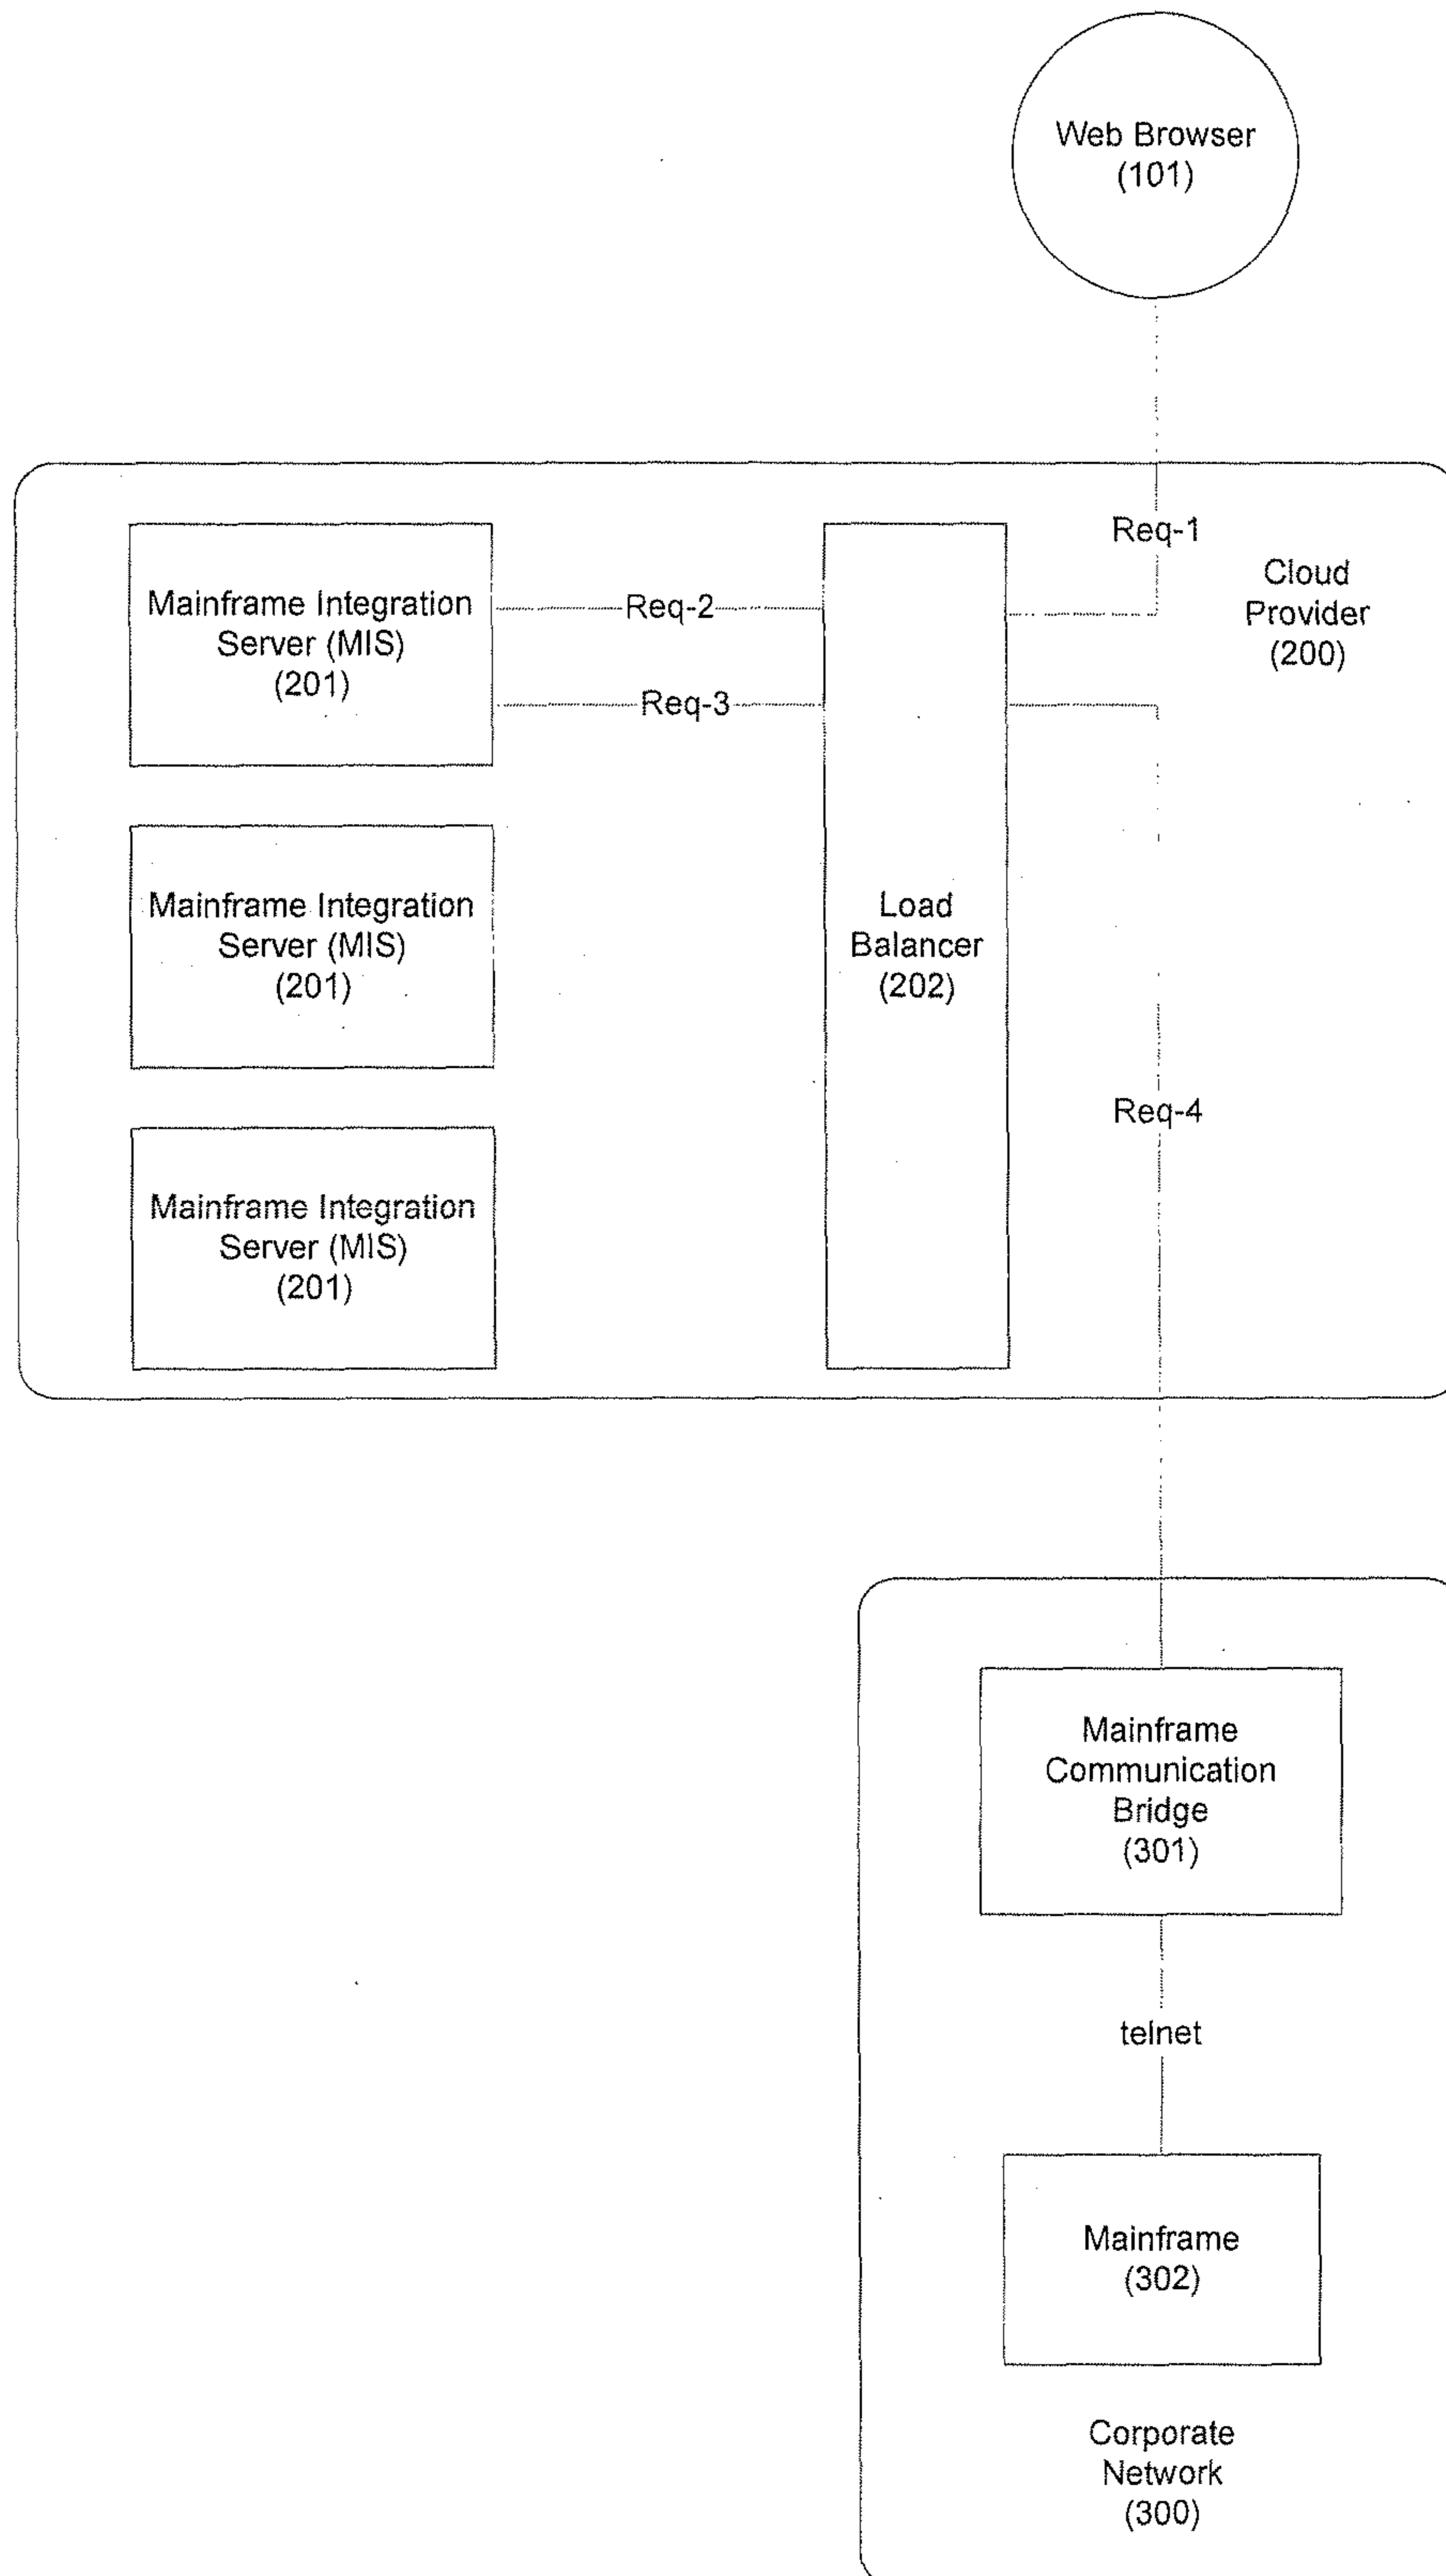 Web Browser
(101)
Req-1
Cloud
Provider
(200)
Mainframe Integration
Server (MIS)
(201)
Req-2
Req-3
Mainframe Integration
Server (MIS)
(201)
Load
Balancer
(202)
Req-4
Mainframe Integration
Server (MIS)
(201)
Mainframe
Communication
Bridge
(301)
telnet
Mainframe
(302)
Corporate
Network
(300)